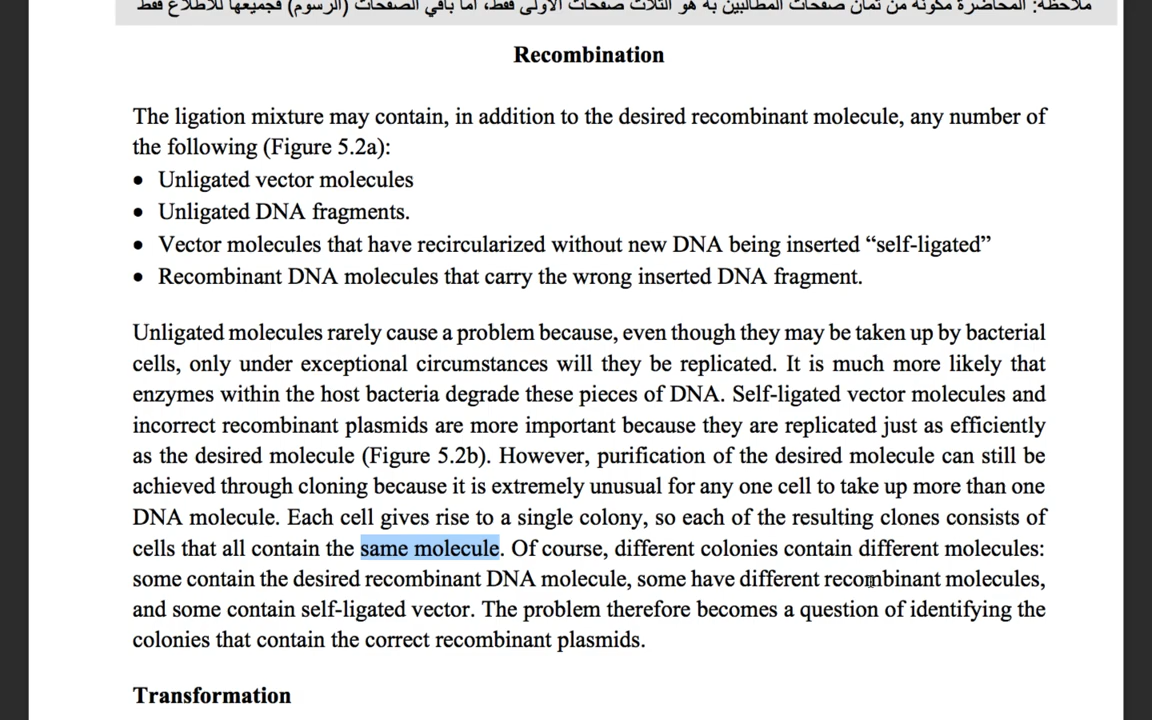 ملاحظة: المحاضرة مكونة من ثمان صفحات المطالبين به هو الثلاث صفحات الأولى فقط، أما باقي الصفحات (الرسوم) فجميعها للاطلاع فقط
Recombination
The ligation mixture may contain, in addition to the desired recombinant molecule, any number of
the following (Figure 5.2a):
• Unligated vector molecules
• Unligated DNA fragments.
• Vector molecules that have recircularized without new DNA being inserted “self-ligated”
• Recombinant DNA molecules that carry the wrong inserted DNA fragment.
Unligated molecules rarely cause a problem because, even though they may be taken up by bacterial
cells, only under exceptional circumstances will they be replicated. It is much more likely that
enzymes within the host bacteria degrade these pieces of DNA. Self-ligated vector molecules and
incorrect recombinant plasmids are more important because they are replicated just as efficiently
as the desired molecule (Figure 5.2b). However, purification of the desired molecule can still be
achieved through cloning because it is extremely unusual for any one cell to take up more than one
DNA molecule. Each cell gives rise to a single colony, so each of the resulting clones consists of
cells that all contain the same molecule. Of course, different colonies contain different molecules:
some contain the desired recombinant DNA molecule, some have different recombinant molecules,
and some contain self-ligated vector. The problem therefore becomes a question of identifying the
colonies that contain the correct recombinant plasmids.
Transformation